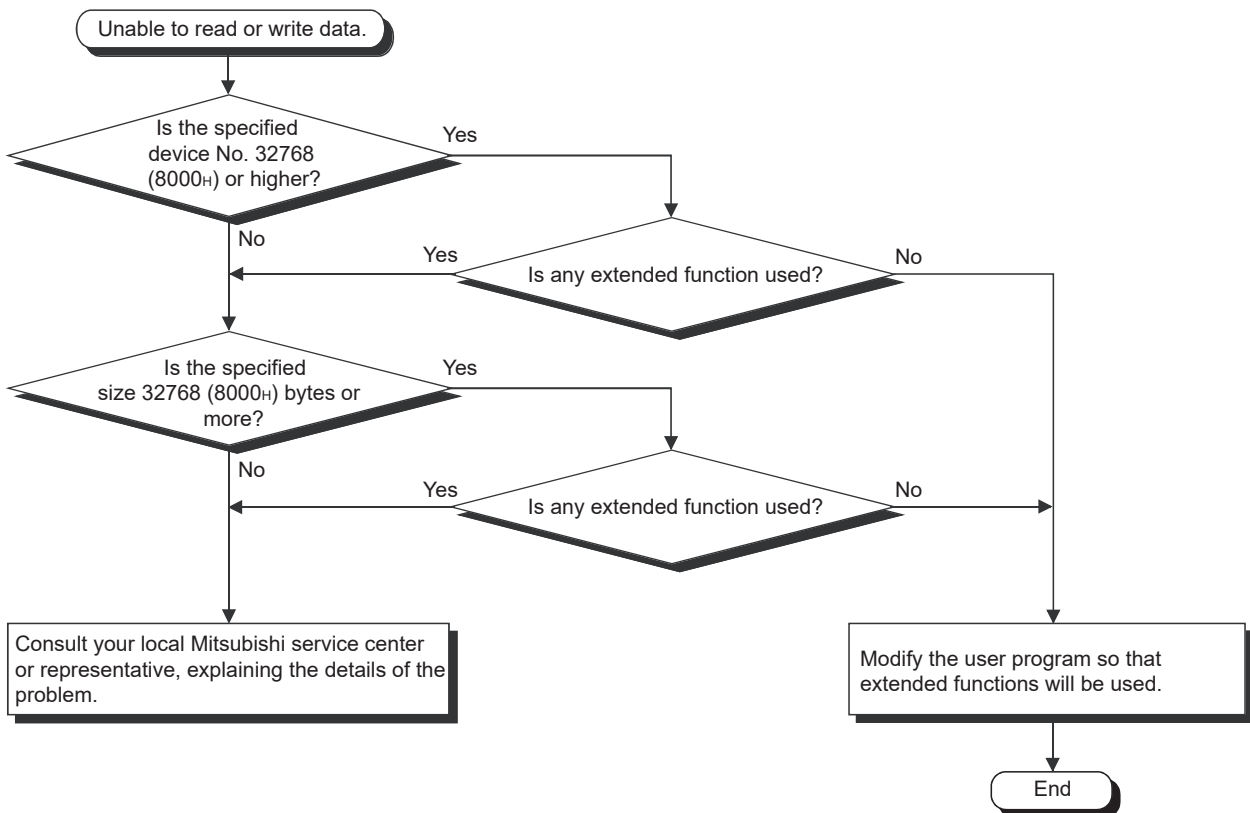 Unable to read or write data.
Is the specified
device No. 32768
(8000H) or higher?
Yes
No
Yes
Is any extended function used?
No
Is the specified
size 32768 (8000H) bytes or
more?
Yes
No
Yes
Is any extended function used?
No
Consult your local Mitsubishi service center
or representative, explaining the details of the
problem.
Modify the user program so that
extended functions will be used.
End